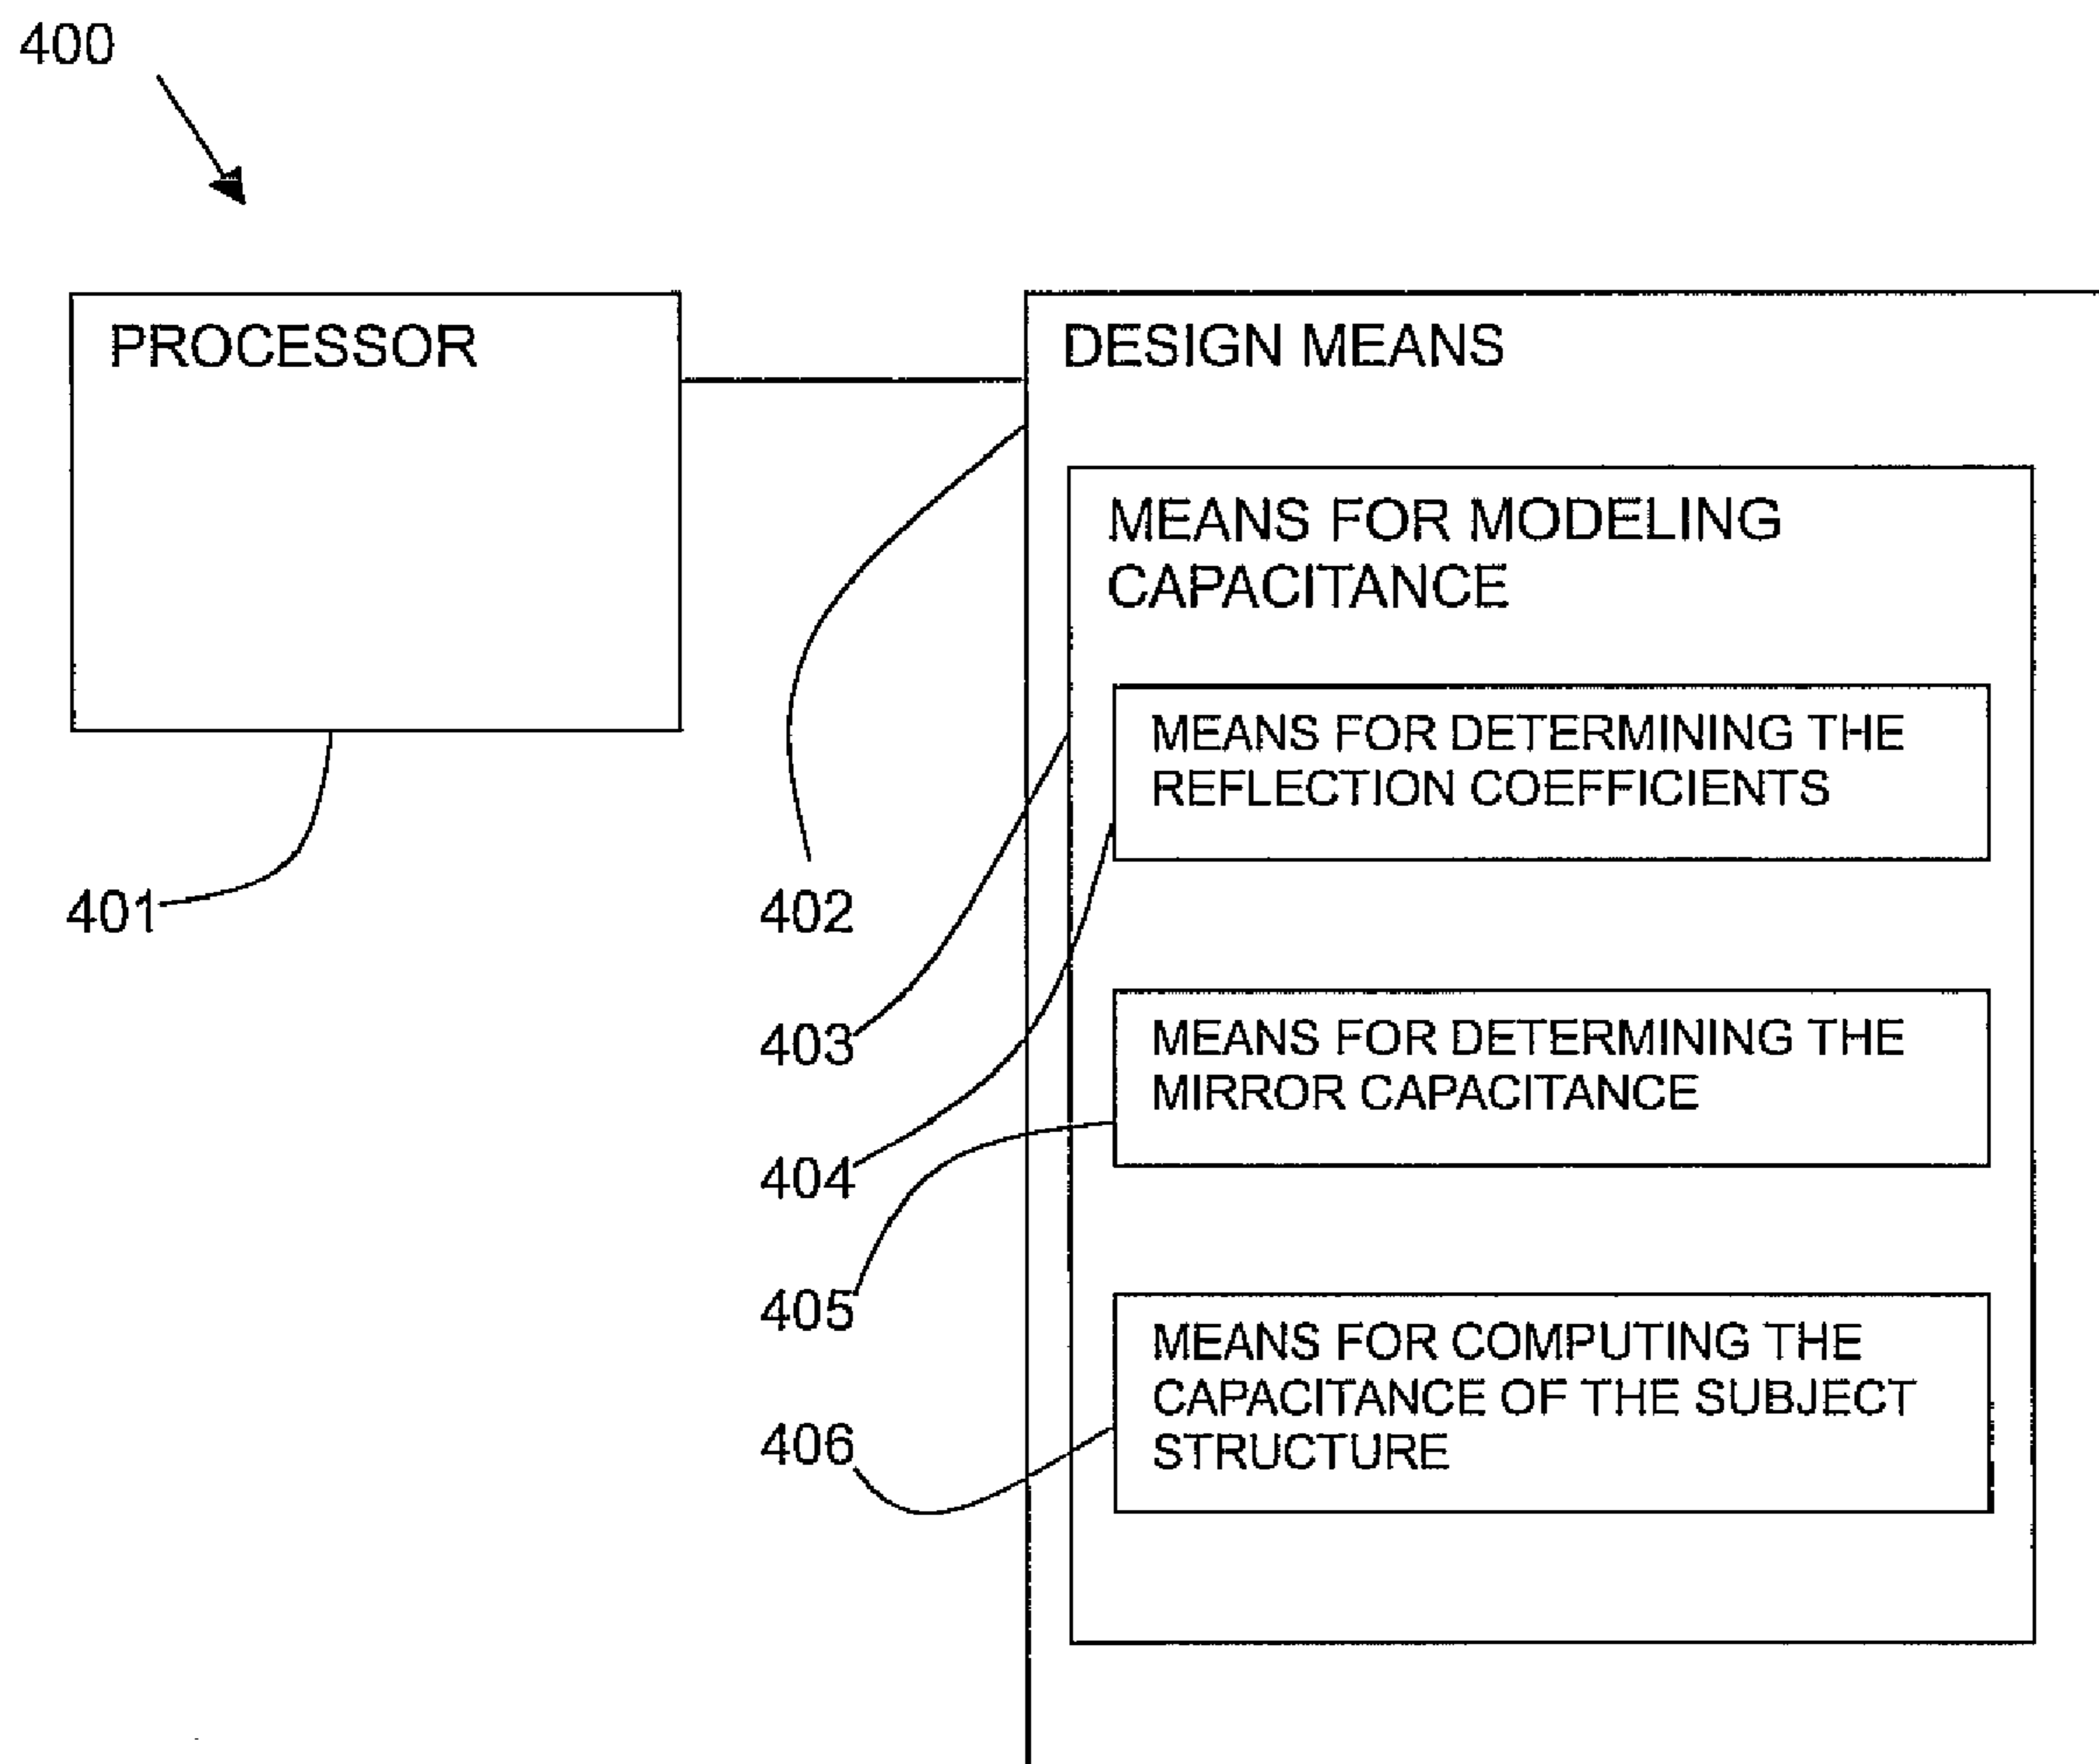 400
PROCESSOR
401
DESIGN MEANS
MEANS FOR MODELING
CAPACITANCE
MEANS FOR DETERMINING THE
REFLECTION COEFFICIENTS
MEANS FOR DETERMINING THE
MIRROR CAPACITANCE
MEANS FOR COMPUTING THE
CAPACITANCE OF THE SUBJECT
STRUCTURE
402
403
404
405
406